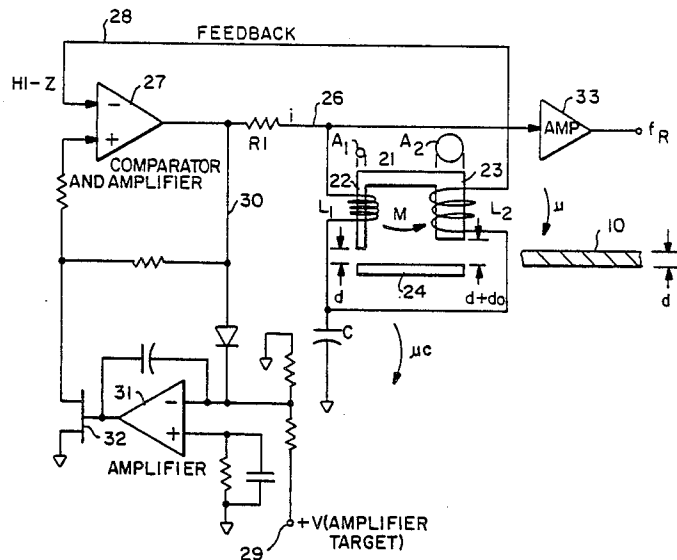 28
FEEDBACK
HI-Z
27
−
+
COMPARATOR
AND AMPLIFIER
R1
i
26
33
AMP
fR
A1
A2
21
22
23
L1
M
L2
μ
10
30
d
24
d+do
d
C
μc
31
−
+
32
AMPLIFIER
+V(AMPLIFIER
TARGET)
29